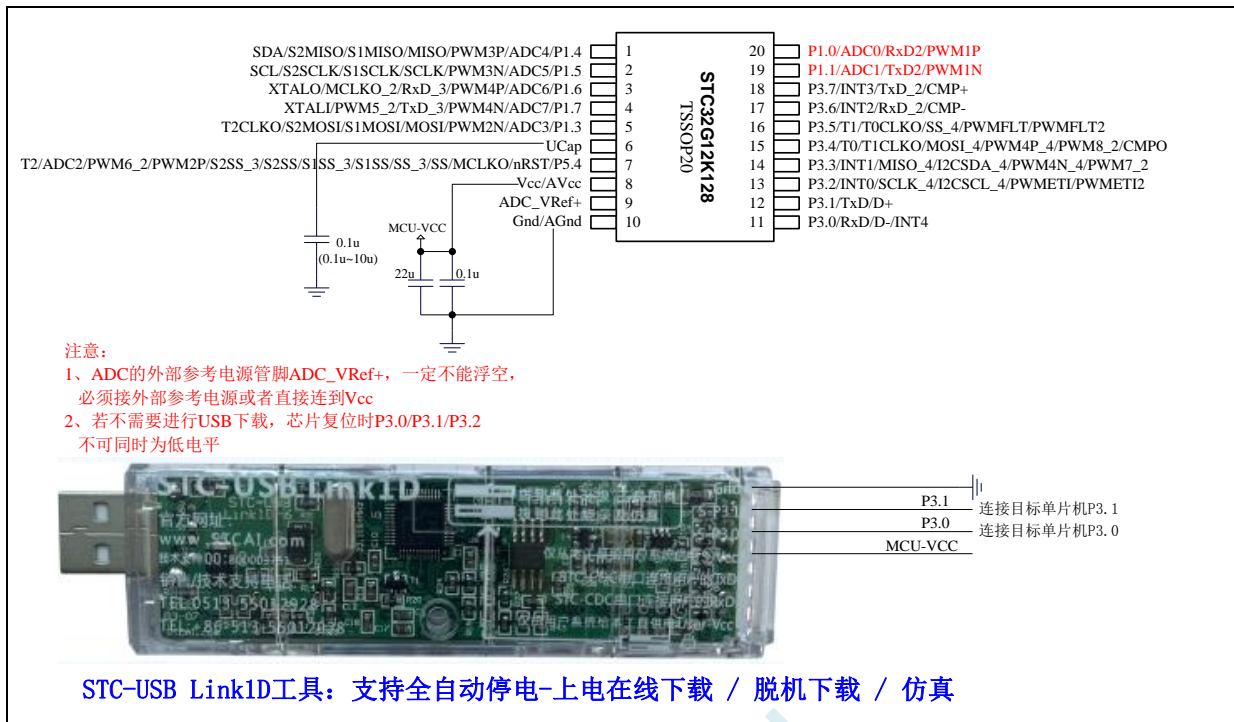 SDA/S2MISO/S1MISO/MISO/PWM3P/ADC4/P1.4 1
SCL/S2SCLK/S1SCLK/SCLK/PWM3N/ADC5/P1.5 2
XTALO/MCLKO_2/RxD_3/PWM4P/ADC6/P1.6 3
XTALI/PWM5_2/TxD_3/PWM4N/ADC7/P1.7 4
T2CLKO/S2MOSI/S1MOSI/MOSI/PWM2N/ADC3/P1.3 5
UCap 6
T2/ADC2/PWM6_2/PWM2P/S2SS_3/S2SS/S1SS_3/S1SS/SS_3/SS/MCLKO/nRST/P5.4 7
Vcc/AVcc 8
ADC_VRef+ 9
Gnd/AGnd 10
STC32G12K128
TSSOP20
20 P1.0/ADC0/RxD2/PWM1P
19 P1.1/ADC1/TxD2/PWM1N
18 P3.7/INT3/TxD_2/CMP+
17 P3.6/INT2/RxD_2/CMP-
16 P3.5/T1/T0CLKO/SS_4/PWMFLT/PWMFLT2
15 P3.4/T0/T1CLKO/MOSI_4/PWM4P_4/PWM8_2/CMPO
14 P3.3/INT1/MISO_4/I2CSDA_4/PWM4N_4/PWM7_2
13 P3.2/INT0/SCLK_4/I2CSCL_4/PWMETI/PWMETI2
12 P3.1/TxD/D+
11 P3.0/RxD/D-/INT4
MCU-VCC
0.1u
(0.1u~10u)
22u
0.1u
注意：
1、ADC的外部参考电源管脚ADC_VRef+，一定不能浮空，
必须接外部参考电源或者直接连到Vcc
2、若不需要进行USB下载，芯片复位时P3.0/P3.1/P3.2
不可同时为低电平
STC-USB Link1D
官方网址
www.STCAI.com
TEL:0513-55012928
Gnd
P3.1 连接目标单片机P3.1
P3.0 连接目标单片机P3.0
MCU-VCC
STC-USB Link1D工具：支持全自动停电-上电在线下载 / 脱机下载 / 仿真